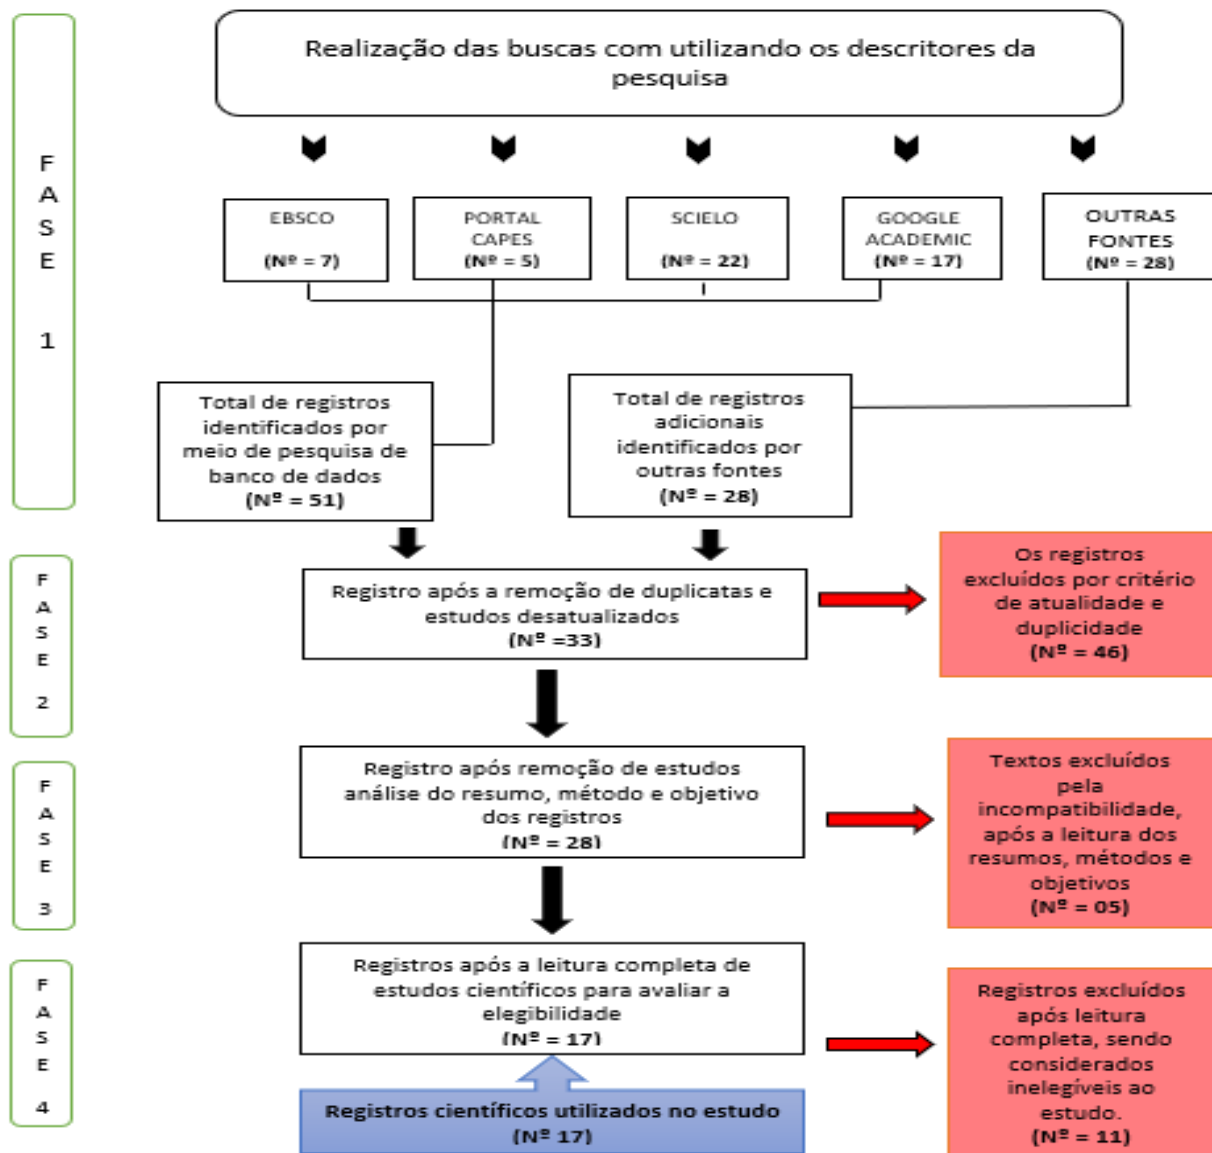 Realização das buscas com utilizando os descritores da
pesquisa
F
A
S
E
1
EBSCO
(Nº = 7)
PORTAL
CAPES
(Nº = 5)
SCIELO
(Nº = 22)
GOOGLE
ACADEMIC
(Nº = 17)
OUTRAS
FONTES
(Nº = 28)
Total de registros
identificados por
meio de pesquisa de
banco de dados
(Nº = 51)
Total de registros
adicionais
identificados por
outras fontes
(Nº = 28)
F
A
S
E
2
Registro após a remoção de duplicatas e
estudos desatualizados
(Nº =33)
Os registros
excluídos por critério
de atualidade e
duplicidade
(Nº = 46)
F
A
S
E
3
Registro após remoção de estudos
análise do resumo, método e objetivo
dos registros
(Nº = 28)
Textos excluídos
pela
incompatibilidade,
após a leitura dos
resumos, métodos e
objetivos
(Nº = 05)
F
A
S
E
4
Registros após a leitura completa de
estudos científicos para avaliar a
elegibilidade
(Nº = 17)
Registros excluídos
após leitura
completa, sendo
considerados
inelegíveis ao
estudo.
(Nº = 11)
Registros científicos utilizados no estudo
(Nº 17)